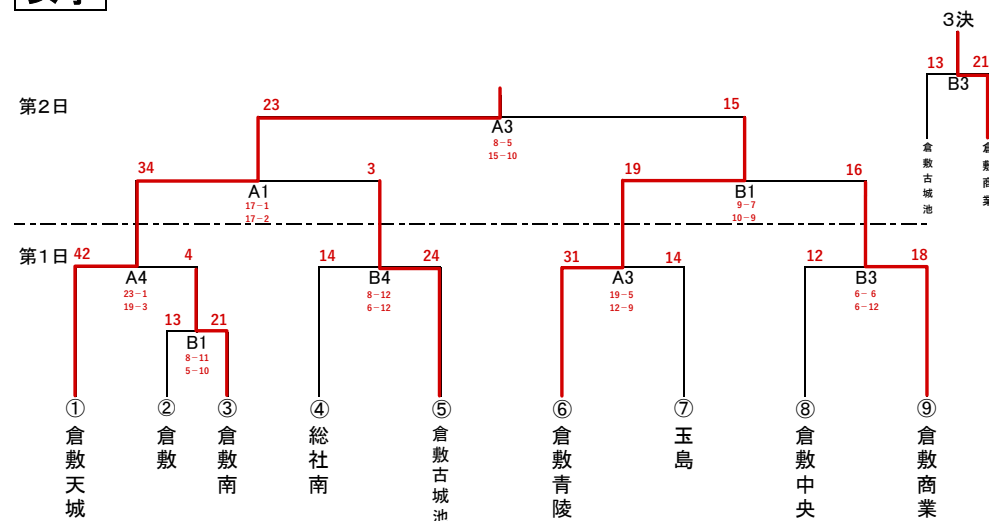 3決
13 21
B3
倉敷古城池
倉敷商業
第2日
23 15
A3
8-5
15-10
34 3
A1
17-1
17-2
19 16
B1
9-7
10-9
第1日
42 4
A4
23-1
19-3
14 24
B4
8-12
6-12
31 14
A3
19-5
12-9
12 18
B3
6-6
6-12
13 21
B1
8-11
5-10
① 倉敷天城
② 倉敷
③ 倉敷南
④ 総社南
⑤ 倉敷古城池
⑥ 倉敷青陵
⑦ 玉島
⑧ 倉敷中央
⑨ 倉敷商業